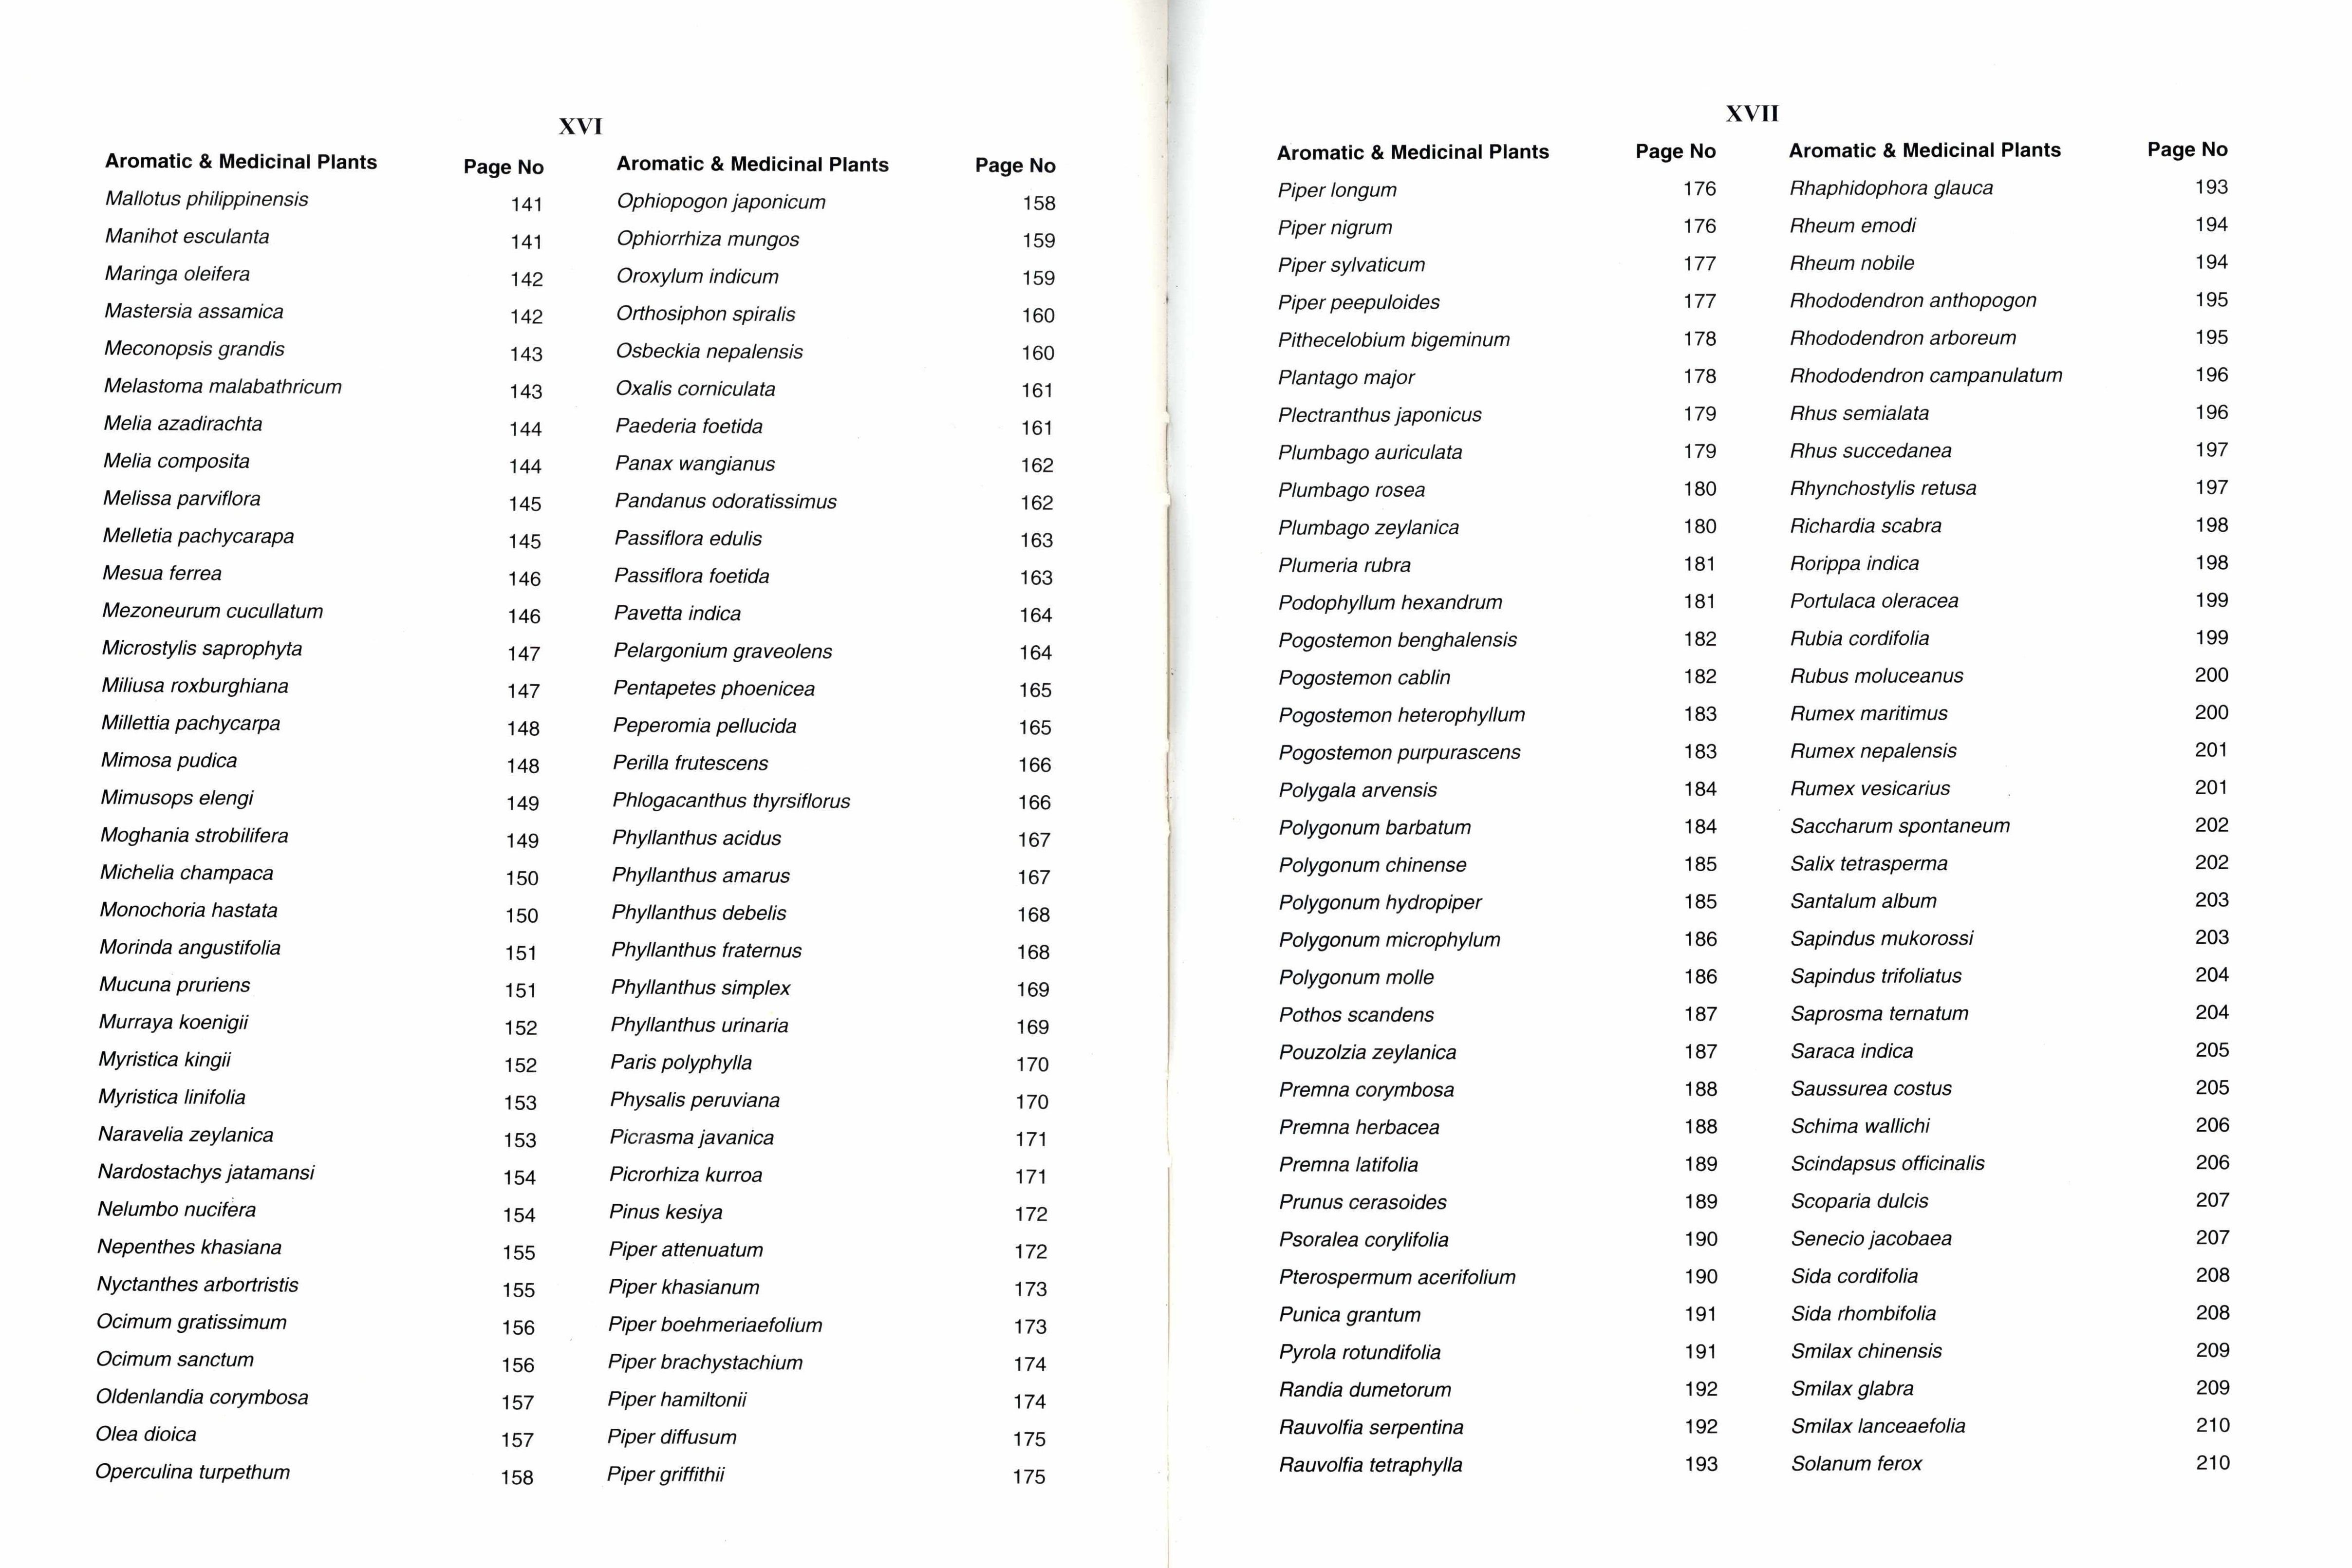 XVI
Aromatic & Medicinal Plants Page No
Mallotus philippinensis 141
Manihot esculanta 141
Maringa oleifera 142
Mastersia assamica 142
Meconopsis grandis 143
Melastoma malabathricum 143
Melia azadirachta 144
Melia composita 144
Melissa parviflora 145
Melletia pachycarapa 145
Mesua ferrea 146
Mezoneurum cucullatum 146
Microstylis saprophyta 147
Miliusa roxburghiana 147
Millettia pachycarpa 148
Mimosa pudica 148
Mimusops elengi 149
Moghania strobilifera 149
Michelia champaca 150
Monochoria hastata 150
Morinda angustifolia 151
Mucuna pruriens 151
Murraya koenigii 152
Myristica kingii 152
Myristica linifolia 153
Naravelia zeylanica 153
Nardostachys jatamansi 154
Nelumbo nucifera 154
Nepenthes khasiana 155
Nyctanthes arbortristis 155
Ocimum gratissimum 156
Ocimum sanctum 156
Oldenlandia corymbosa 157
Olea dioica 157
Operculina turpethum 158
Aromatic & Medicinal Plants Page No
Ophiopogon japonicum 158
Ophiorrhiza mungos 159
Oroxylum indicum 159
Orthosiphon spiralis 160
Osbeckia nepalensis 160
Oxalis corniculata 161
Paederia foetida 161
Panax wangianus 162
Pandanus odoratissimus 162
Passiflora edulis 163
Passiflora foetida 163
Pavetta indica 164
Pelargonium graveolens 164
Pentapetes phoenicea 165
Peperomia pellucida 165
Perilla frutescens 166
Phlogacanthus thyrsiflorus 166
Phyllanthus acidus 167
Phyllanthus amarus 167
Phyllanthus debelis 168
Phyllanthus fraternus 168
Phyllanthus simplex 169
Phyllanthus urinaria 169
Paris polyphylla 170
Physalis peruviana 170
Picrasma javanica 171
Picrorhiza kurroa 171
Pinus kesiya 172
Piper attenuatum 172
Piper khasianum 173
Piper boehmeriaefolium 173
Piper brachystachium 174
Piper hamiltonii 174
Piper diffusum 175
Piper griffithii 175
XVII
Aromatic & Medicinal Plants Page No
Piper longum 176
Piper nigrum 176
Piper sylvaticum 177
Piper peepuloides 177
Pithecelobium bigeminum 178
Plantago major 178
Plectranthus japonicus 179
Plumbago auriculata 179
Plumbago rosea 180
Plumbago zeylanica 180
Plumeria rubra 181
Podophyllum hexandrum 181
Pogostemon benghalensis 182
Pogostemon cablin 182
Pogostemon heterophyllum 183
Pogostemon purpurascens 183
Polygala arvensis 184
Polygonum barbatum 184
Polygonum chinense 185
Polygonum hydropiper 185
Polygonum microphylum 186
Polygonum molle 186
Pothos scandens 187
Pouzolzia zeylanica 187
Premna corymbosa 188
Premna herbacea 188
Premna latifolia 189
Prunus cerasoides 189
Psoralea corylifolia 190
Pterospermum acerifolium 190
Punica grantum 191
Pyrola rotundifolia 191
Randia dumetorum 192
Rauvolfia serpentina 192
Rauvolfia tetraphylla 193
Aromatic & Medicinal Plants Page No
Rhaphidophora glauca 193
Rheum emodi 194
Rheum nobile 194
Rhododendron anthopogon 195
Rhododendron arboreum 195
Rhododendron campanulatum 196
Rhus semialata 196
Rhus succedanea 197
Rhynchostylis retusa 197
Richardia scabra 198
Rorippa indica 198
Portulaca oleracea 199
Rubia cordifolia 199
Rubus moluceanus 200
Rumex maritimus 200
Rumex nepalensis 201
Rumex vesicarius 201
Saccharum spontaneum 202
Salix tetrasperma 202
Santalum album 203
Sapindus mukorossi 203
Sapindus trifoliatus 204
Saprosma ternatum 204
Saraca indica 205
Saussurea costus 205
Schima wallichi 206
Scindapsus officinalis 206
Scoparia dulcis 207
Senecio jacobaea 207
Sida cordifolia 208
Sida rhombifolia 208
Smilax chinensis 209
Smilax glabra 209
Smilax lanceaefolia 210
Solanum ferox 210